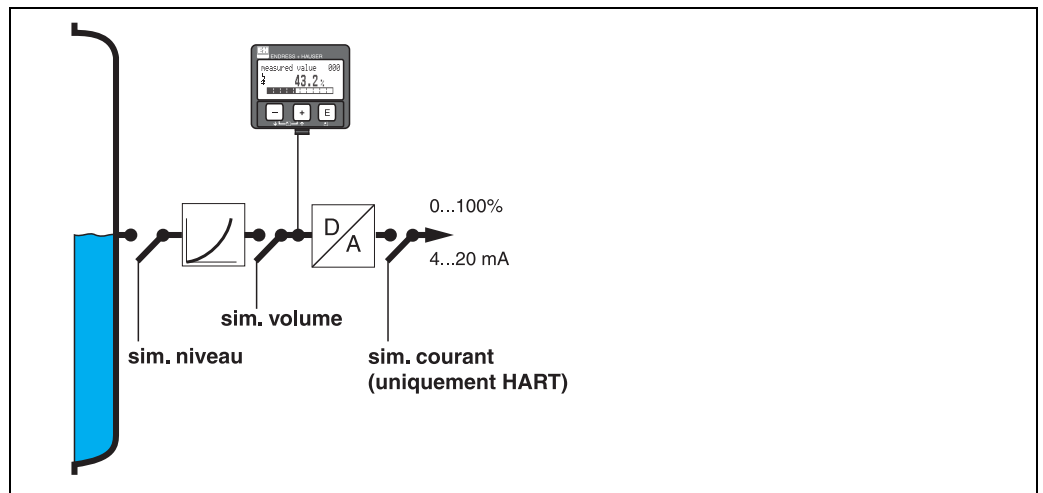 EH
ENDRESS + HAUSER
measured value 000
43.2 %
- + E
D/A
0...100%
4...20 mA
sim. volume
sim. niveau
sim. courant
(uniquement HART)